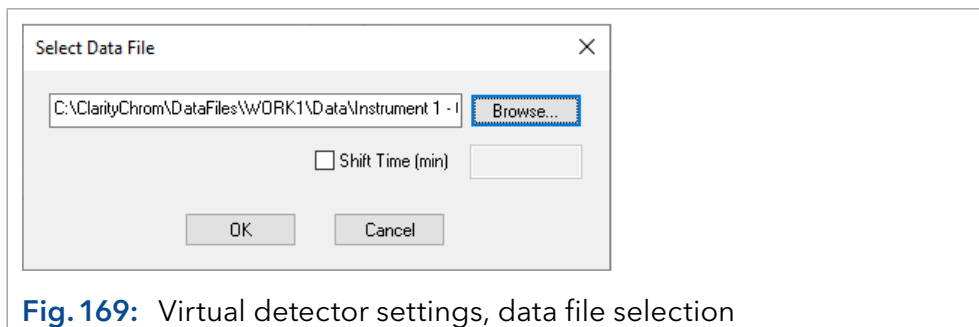 Select Data File
C:\ClarityChrom\DataFiles\WORK1\Data\Instrument 1 -
Browse...
Shift Time (min)
OK
Cancel
Fig. 169: Virtual detector settings, data file selection